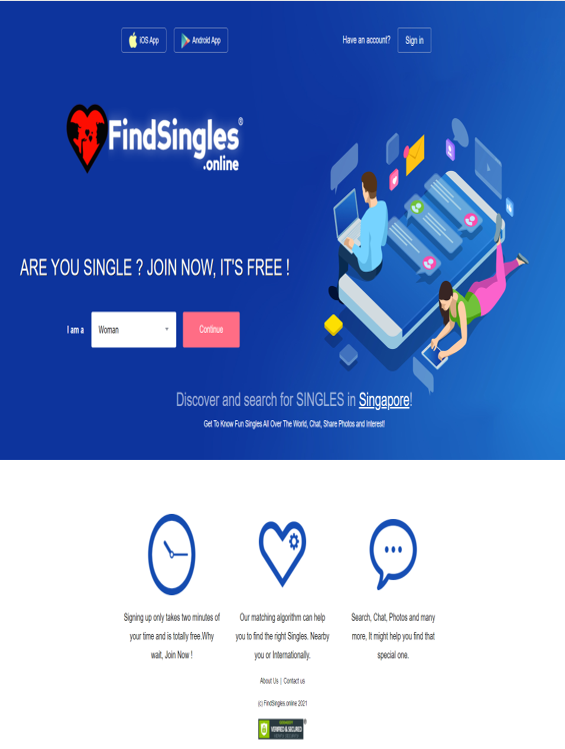 iOS App
Android App
Have an account?
Sign in
FindSingles®
.online
ARE YOU SINGLE ? JOIN NOW, IT'S FREE !
I am a
Woman
Continue
Discover and search for SINGLES in Singapore!
Get To Know Fun Singles All Over The World, Chat, Share Photos and Interest!
Signing up only takes two minutes of
your time and is totally free.Why
wait, Join Now !
Our matching algorithm can help
you to find the right Singles. Nearby
you or Internationally.
Search, Chat, Photos and many
more, It might help you find that
special one.
About Us | Contact us
(c) FindSingles online 2021
VERIFIED & SECURED